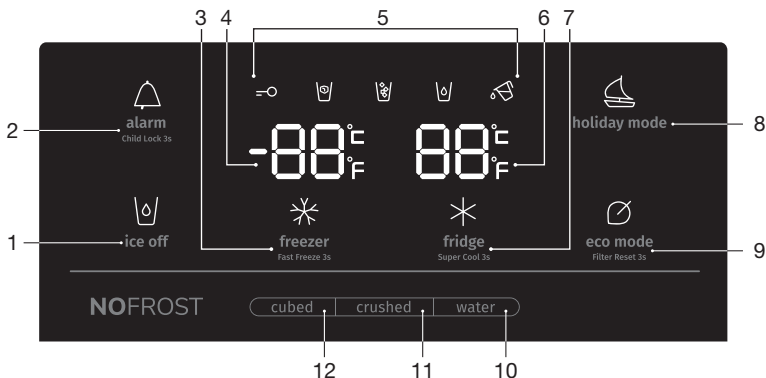 3 4 5 6 7
alarm
Child Lock 3s
2
-88 °C °F
88 °C °F
holiday mode
8
ice off
1
freezer
Fast Freeze 3s
fridge
Super Cool 3s
eco mode
Filter Reset 3s
9
NOFROST
cubed crushed water
12 11 10